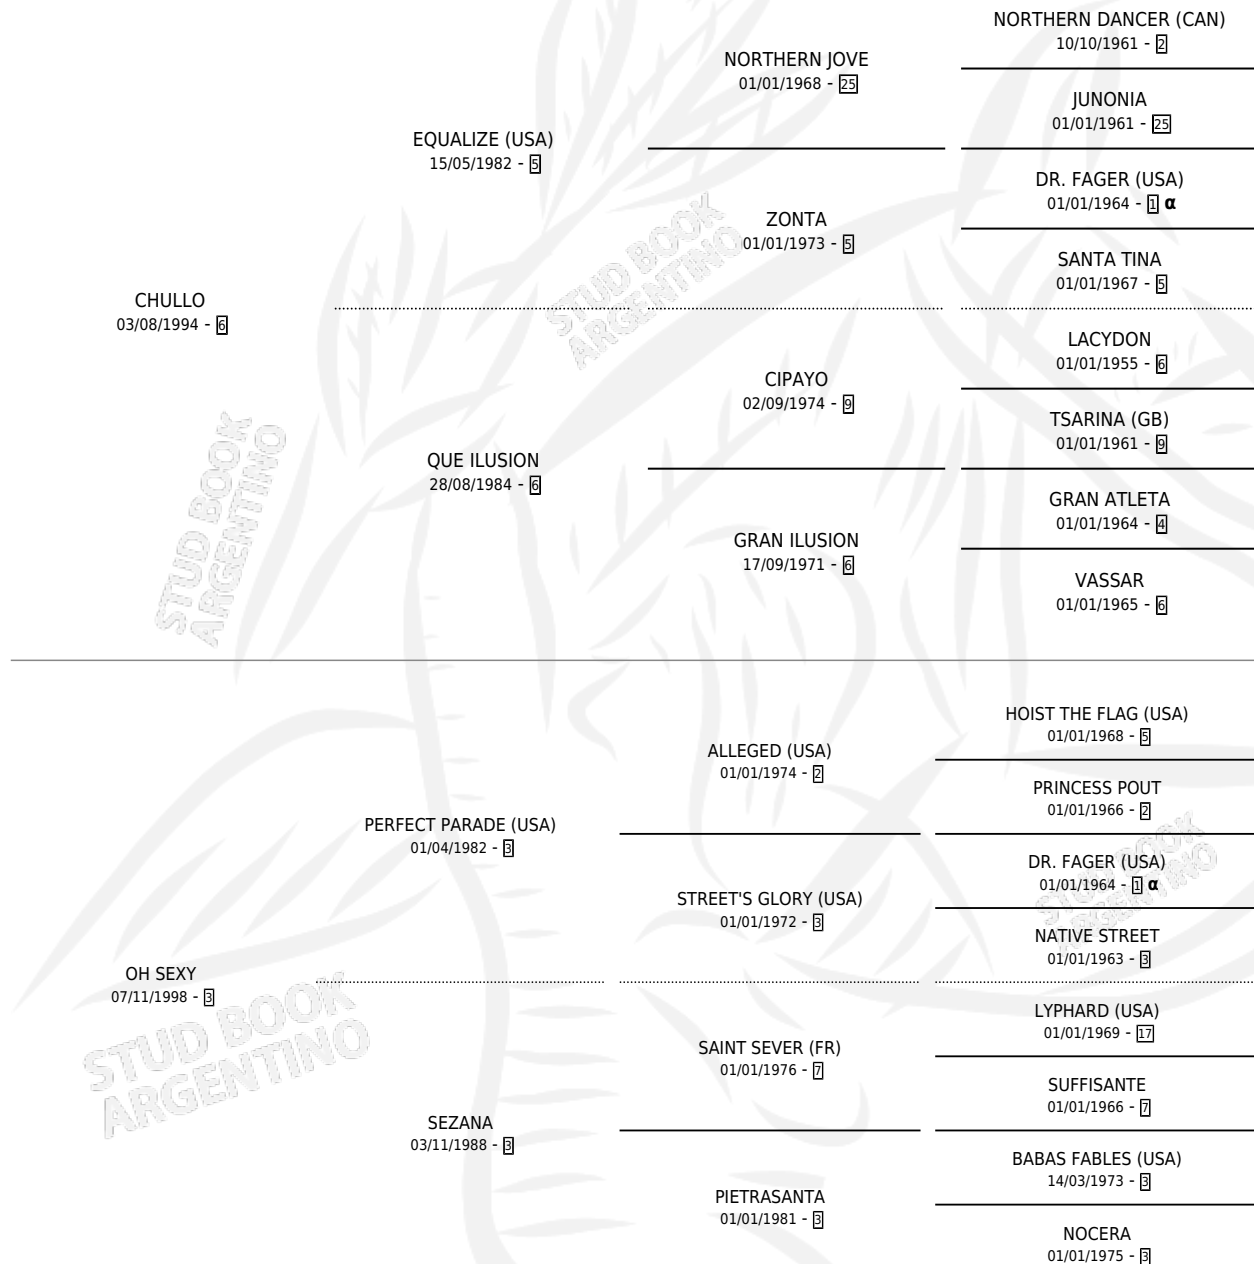 NORTHERN DANCER (CAN)
10/10/1961 - 2
NORTHERN JOVE
01/01/1968 - 25
JUNONIA
01/01/1961 - 25
EQUALIZE (USA)
15/05/1982 - 5
DR. FAGER (USA)
01/01/1964 - 1 α
ZONTA
01/01/1973 - 5
SANTA TINA
01/01/1967 - 5
CHULLO
03/08/1994 - 6
LACYDON
01/01/1955 - 6
CIPAYO
02/09/1974 - 9
TSARINA (GB)
01/01/1961 - 9
QUE ILUSION
28/08/1984 - 6
GRAN ATLETA
01/01/1964 - 4
GRAN ILUSION
17/09/1971 - 6
VASSAR
01/01/1965 - 6
HOIST THE FLAG (USA)
01/01/1968 - 5
ALLEGED (USA)
01/01/1974 - 2
PRINCESS POUT
01/01/1966 - 2
PERFECT PARADE (USA)
01/04/1982 - 3
DR. FAGER (USA)
01/01/1964 - 1 α
STREET'S GLORY (USA)
01/01/1972 - 3
NATIVE STREET
01/01/1963 - 3
OH SEXY
07/11/1998 - 3
LYPHARD (USA)
01/01/1969 - 17
SAINT SEVER (FR)
01/01/1976 - 7
SUFFISANTE
01/01/1966 - 7
SEZANA
03/11/1988 - 3
BABAS FABLES (USA)
14/03/1973 - 3
PIETRASANTA
01/01/1981 - 3
NOCERA
01/01/1975 - 3
STUD BOOK
ARGENTINO
STUD BOOK
ARGENTINO
STUD BOOK
ARGENTINO
STUD BOOK
ARGENTINO